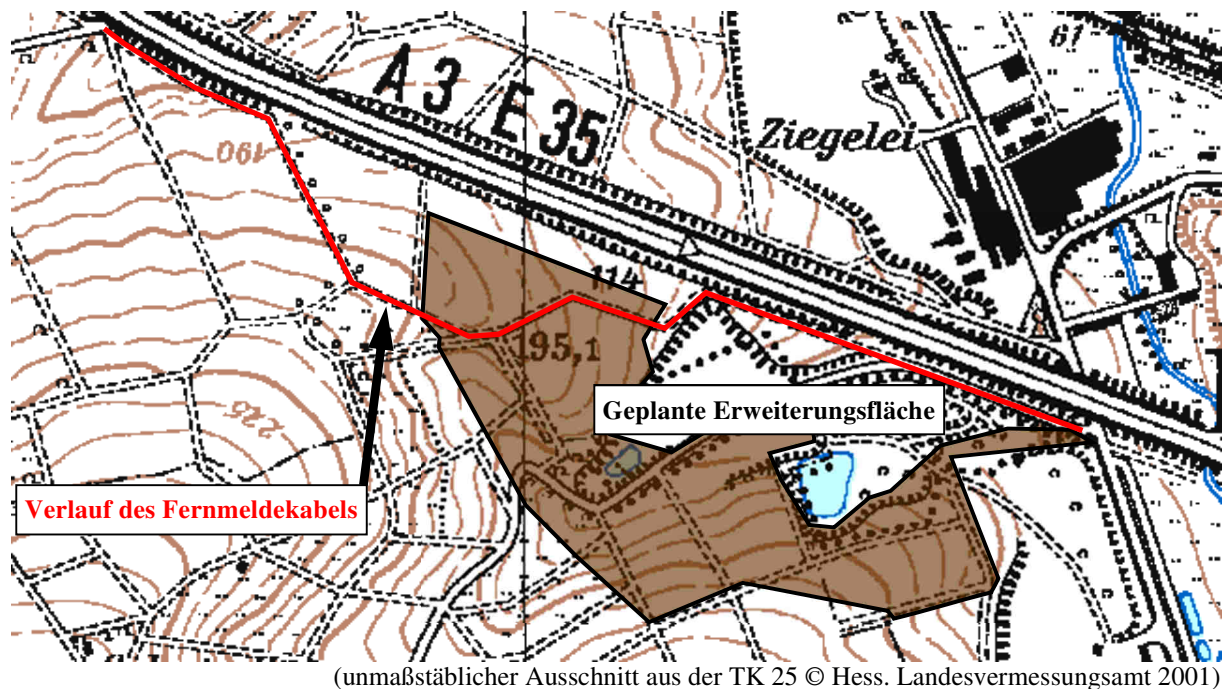 61
A 3 / E 35
Ziegelei
190
114
195,1
Geplante Erweiterungsfläche
225
Verlauf des Fernmeldekabels
(unmaßstäblicher Ausschnitt aus der TK 25 © Hess. Landesvermessungsamt 2001)